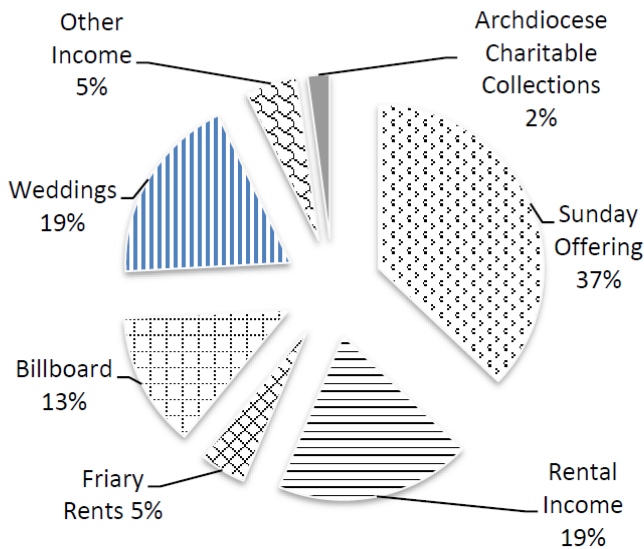 Other
Income
5%
Archdiocese
Charitable
Collections
2%
Weddings
19%
Sunday
Offering
37%
Billboard
13%
Friary
Rents 5%
Rental
Income
19%